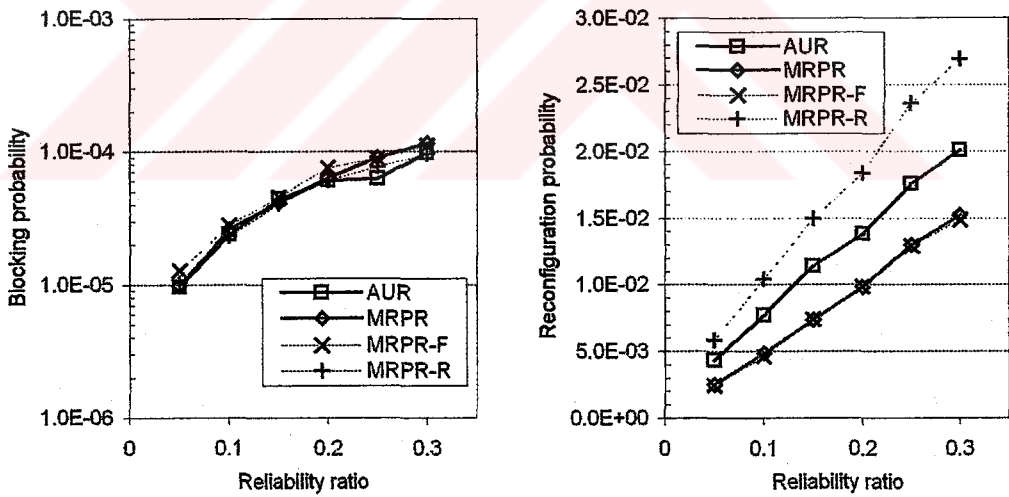 1.0E-03
1.0E-04
1.0E-05
1.0E-06
Blocking probability
AUR
MRPR
MRPR-F
MRPR-R
0
0.1
0.2
0.3
Reliability ratio
3.0E-02
2.5E-02
2.0E-02
1.5E-02
1.0E-02
5.0E-03
0.0E+00
Reconfiguration probability
AUR
MRPR
MRPR-F
MRPR-R
0
0.1
0.2
0.3
Reliability ratio